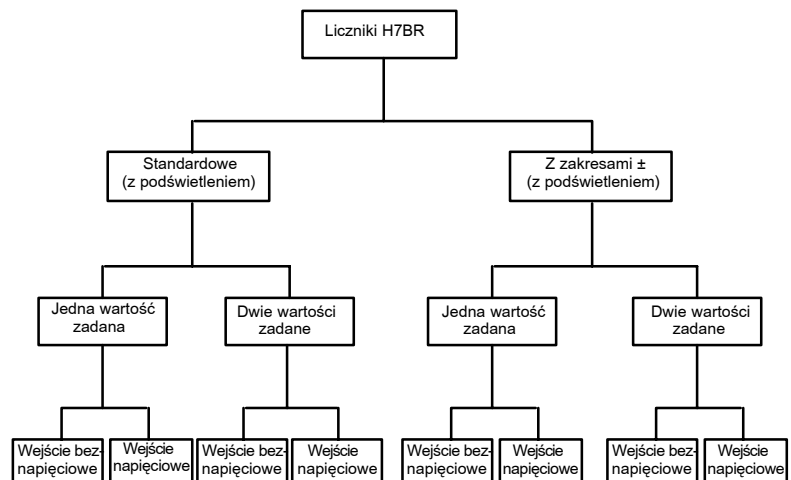 Liczniki H7BR
Standardowe
(z podświetleniem)
Z zakresami ±
(z podświetleniem)
Jedna wartość
zadana
Dwie wartości
zadane
Jedna wartość
zadana
Dwie wartości
zadane
Wejście bez-
napięciowe
Wejście
napięciowe
Wejście bez-
napięciowe
Wejście
napięciowe
Wejście bez-
napięciowe
Wejście
napięciowe
Wejście bez-
napięciowe
Wejście
napięciowe